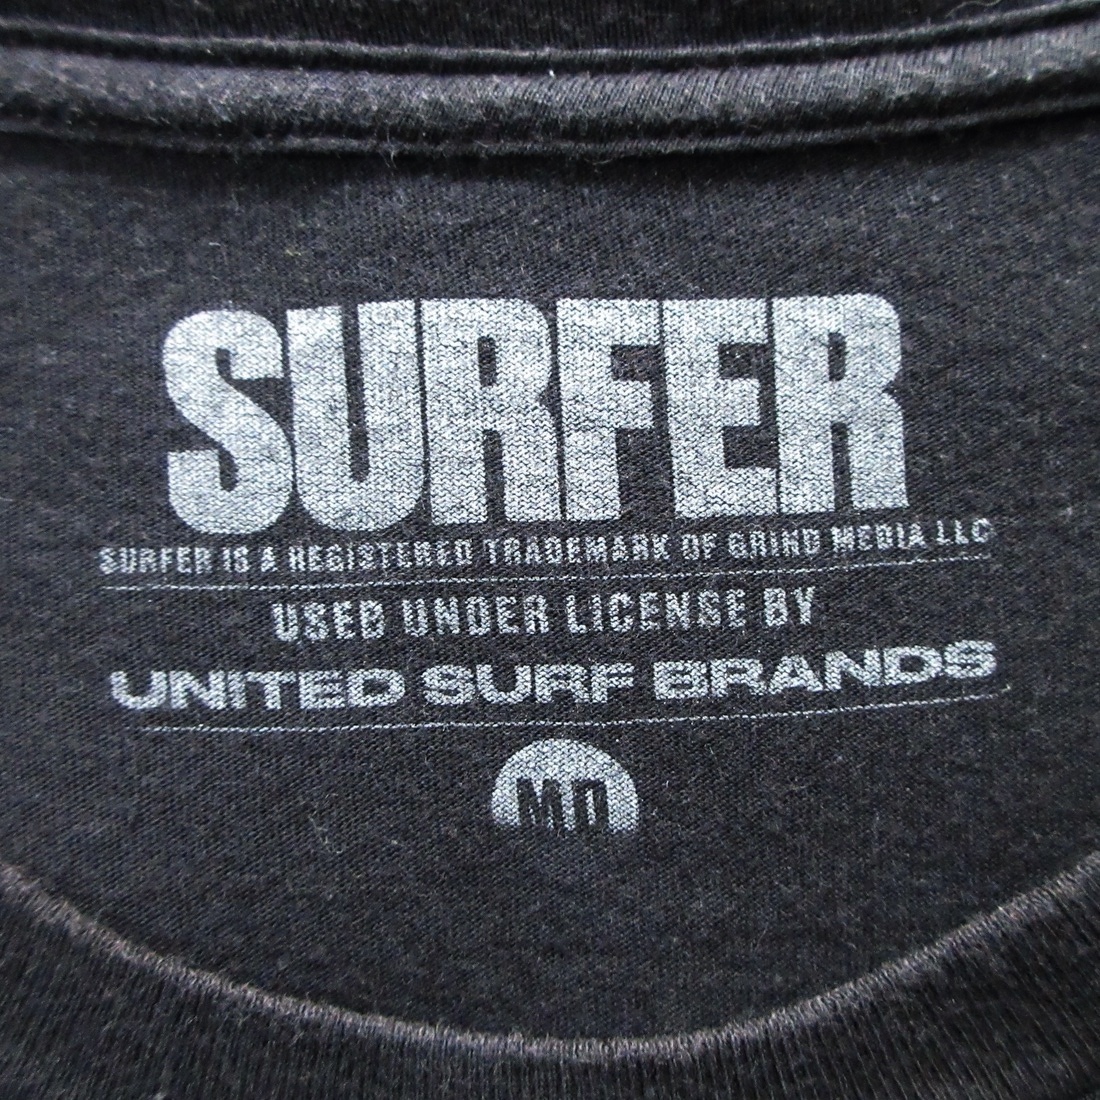 SURFER
SURFER IS A REGISTERED TRADEMARK OF GRIND MEDIA LLC
USED UNDER LICENSE BY
UNITED SURF BRANDS
MD